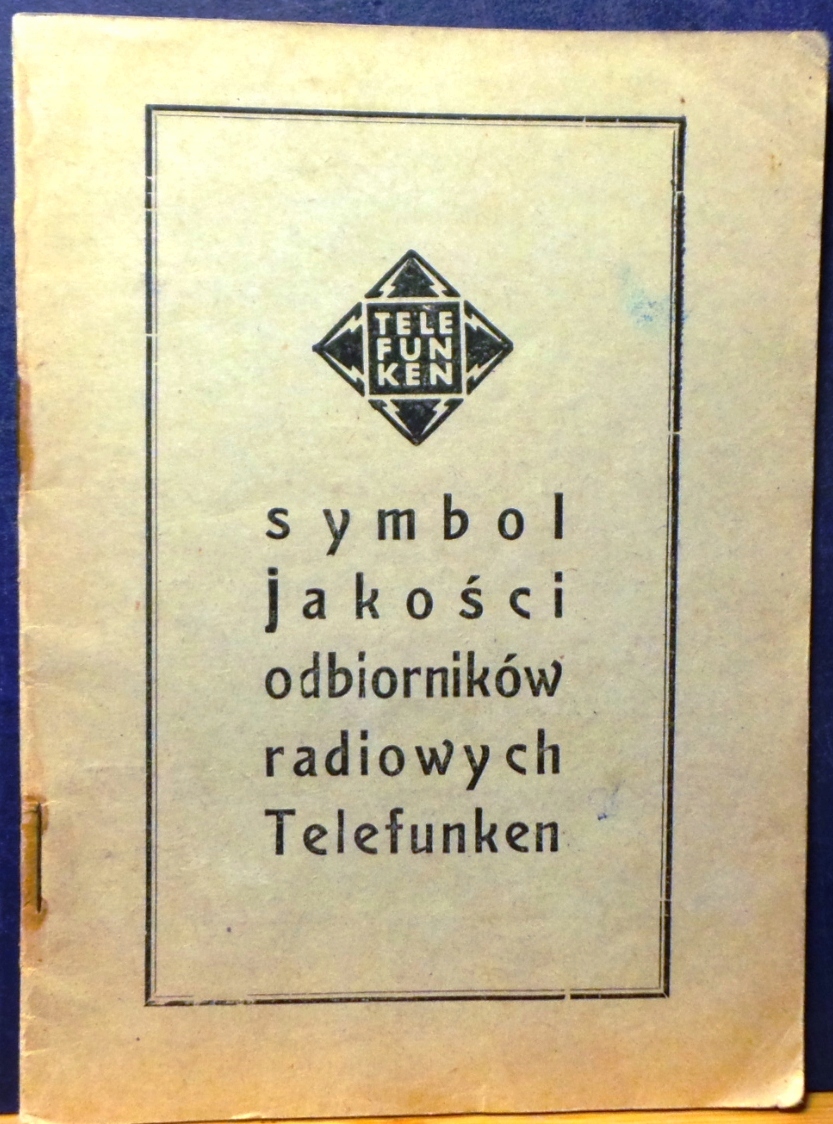 TELE
FUN
KEN
symbol
jakości
odbiorników
radiowych
Telefunken